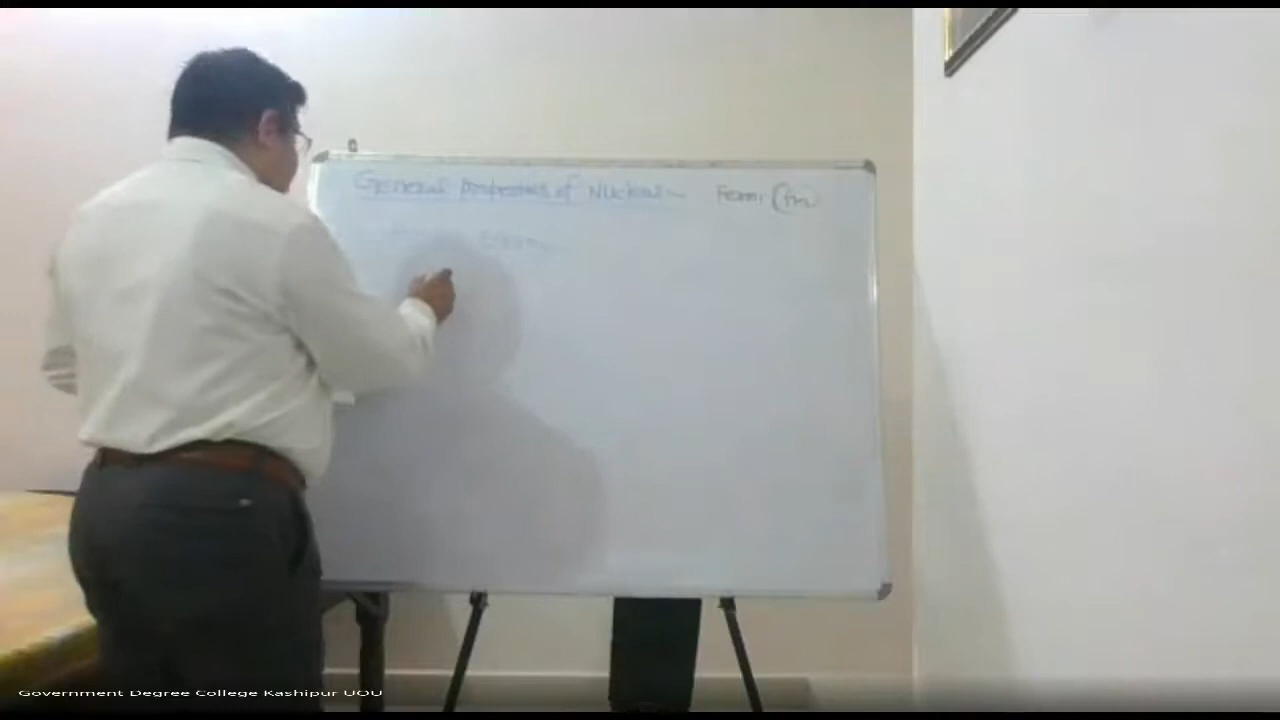 General Properties of Nucleus - Fermi (fm)
Government Degree College Kashipur UOU